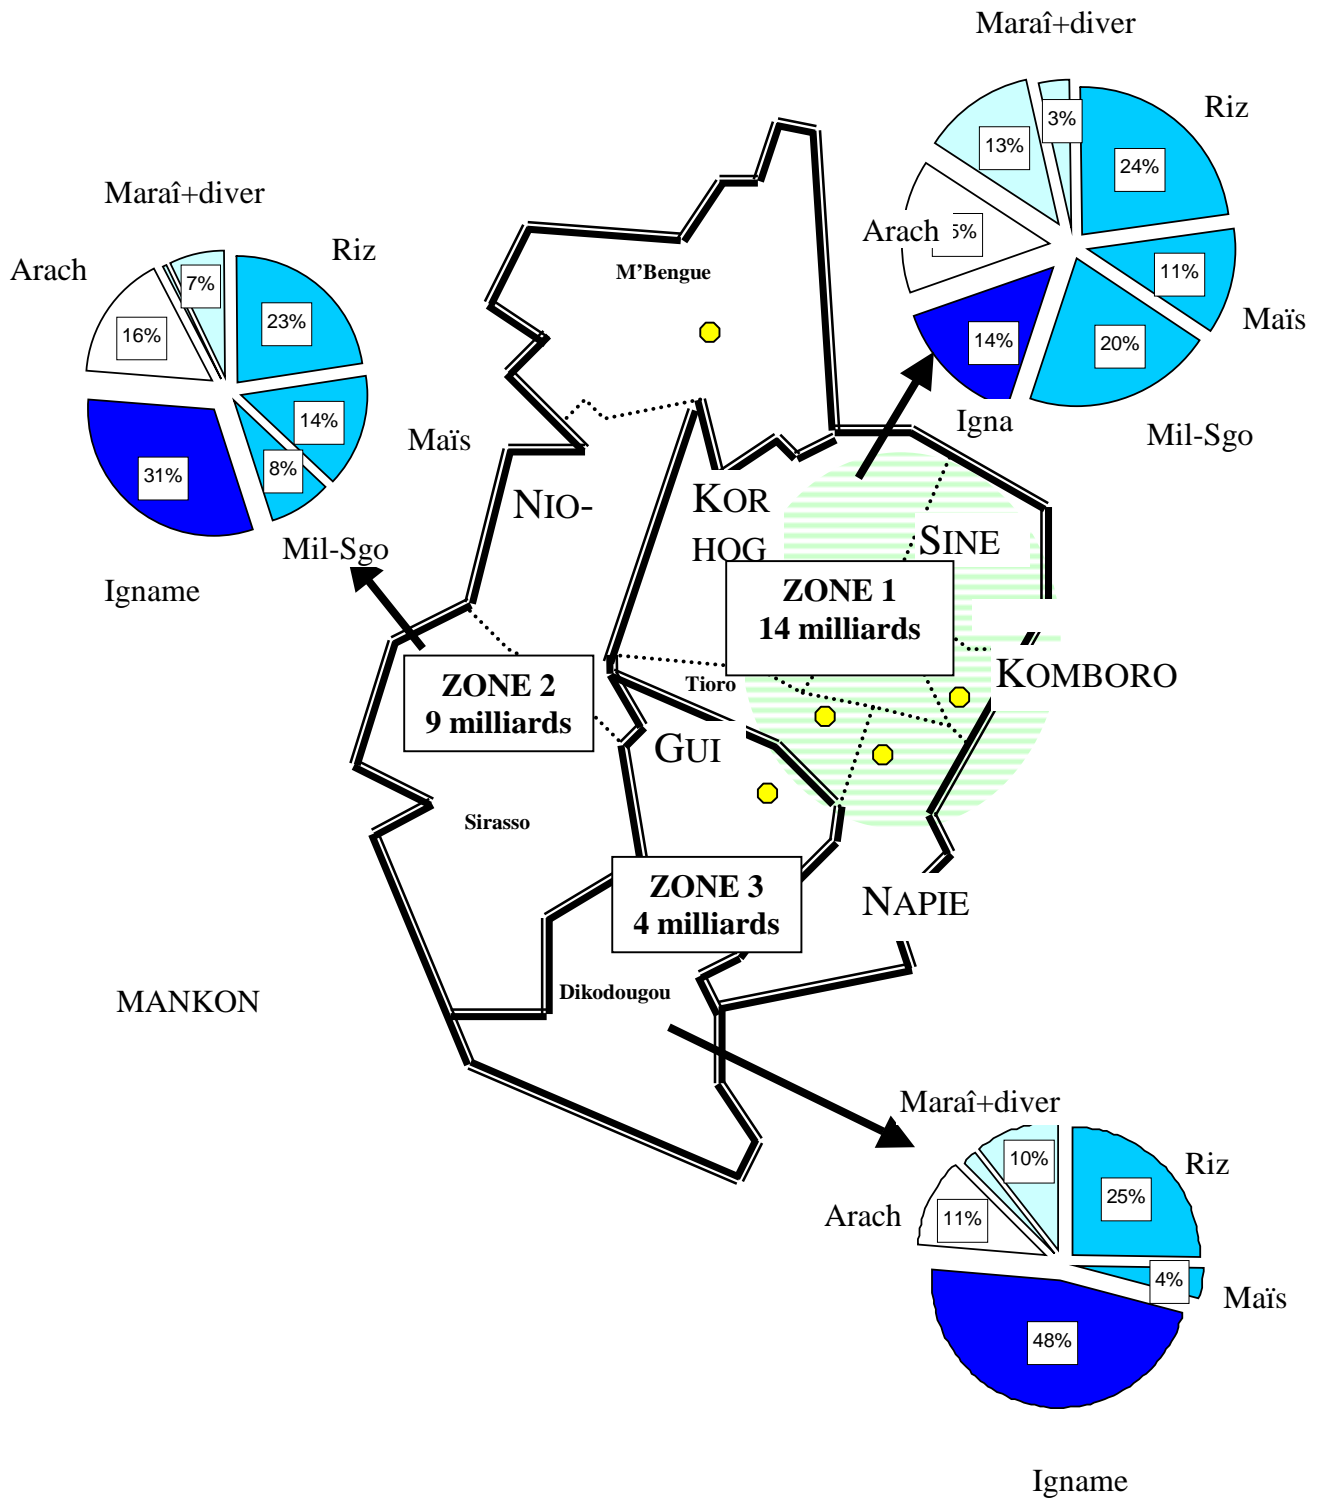 Maraî+diver
Riz
3%
13%
24%
Arach
5%
11%
Maïs
14%
20%
Igna
Mil-Sgo
Maraî+diver
Riz
Arach
7%
23%
16%
14%
Maïs
8%
31%
Mil-Sgo
Igname
M'Bengue
NIO-
KOR
HOG
SINE
ZONE 1
14 milliards
KOMBORO
Tioro
ZONE 2
9 milliards
GUI
Sirasso
ZONE 3
4 milliards
NAPIE
Dikodougou
MANKON
Maraî+diver
Riz
10%
25%
Arach
11%
4%
Maïs
48%
Igname